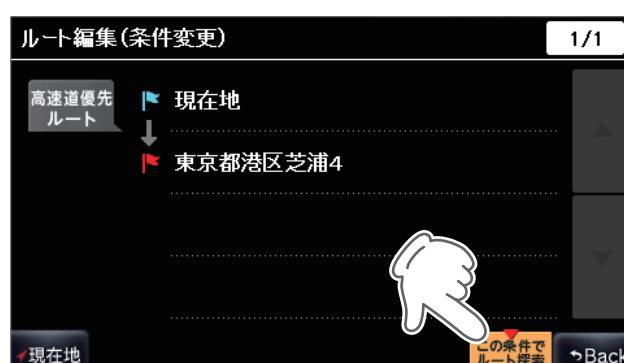 ルート編集(条件変更)
1/1
高速道優先
ルート
現在地
東京都港区芝浦4
現在地
この条件で
ルート探索
Back